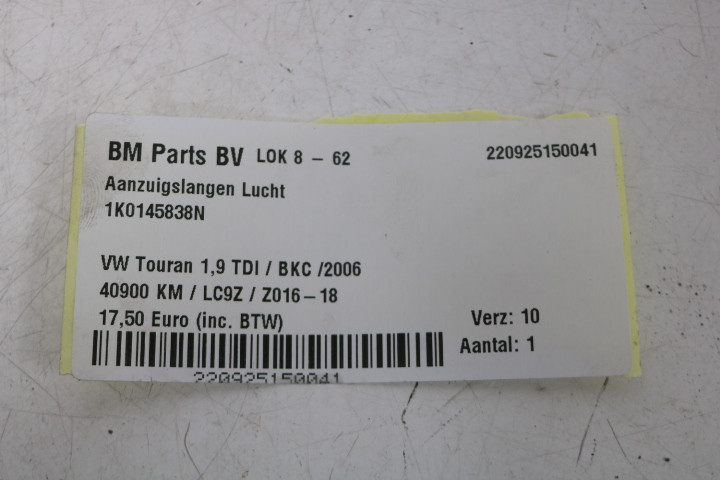 BM Parts BV LOK 8 - 62 220925150041
Aanzuigslangen Lucht
1K0145838N
VW Touran 1,9 TDI / BKC /2006
40900 KM / LC9Z / Z016-18
17,50 Euro (inc. BTW) Verz: 10
Aantal: 1
220925150041